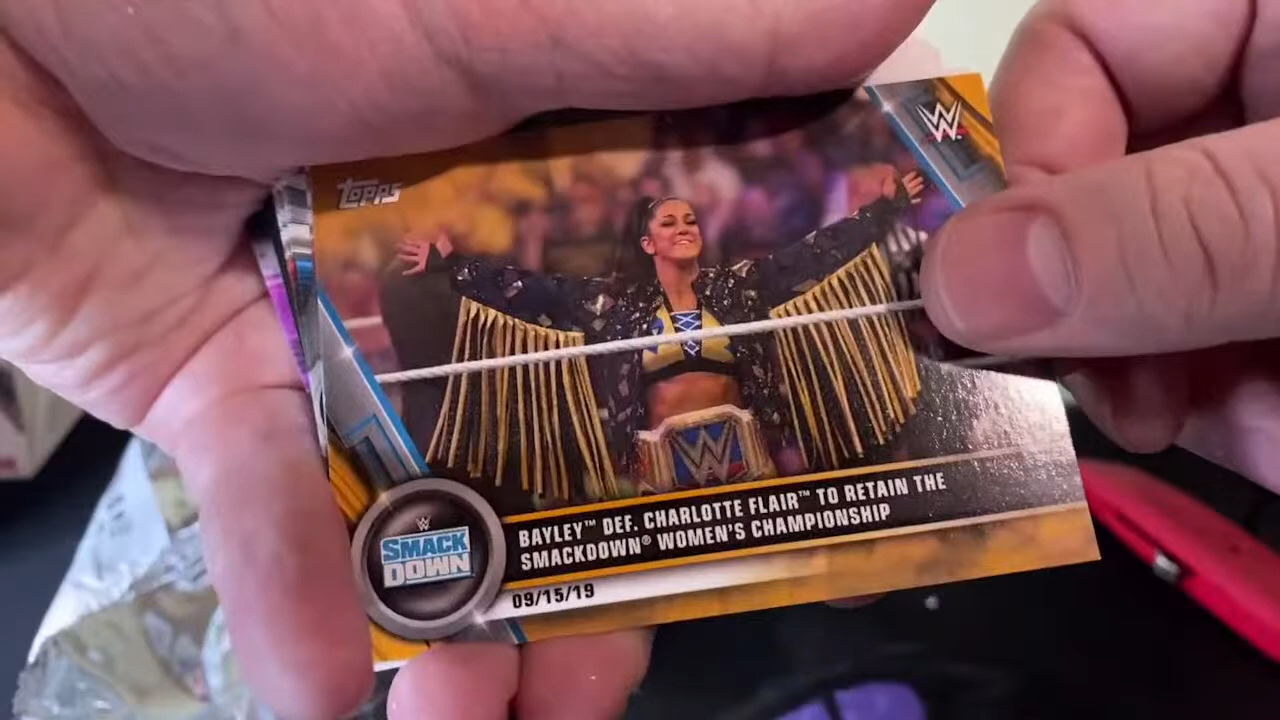 Topps
W
W
BAYLEY™ DEF. CHARLOTTE FLAIR™ TO RETAIN THE
SMACKDOWN® WOMEN'S CHAMPIONSHIP
W
SMACK
DOWN
09/15/19